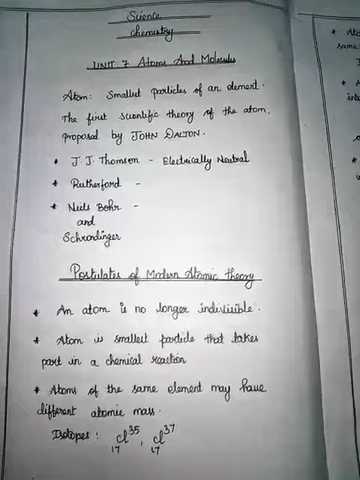 Science
chemistry
UNIT: 7 Atoms And Molecules
Atom: Smallest particles of an element.
The first scientific theory of the atom,
proposed by JOHN DALTON.
* J. J. Thomson - Electrically Neutral
* Rutherford -
* Niels Bohr -
and
Schrondinger
Postulates of Modern Atomic theory
* An atom is no longer indivisible.
* Atom is smallest particle that takes
part in a chemical reaction
* Atoms of the same element may have
different atomic mass.
Isotopes: ₁₇Cl³⁵, ₁₇Cl³⁷
* Ato
same